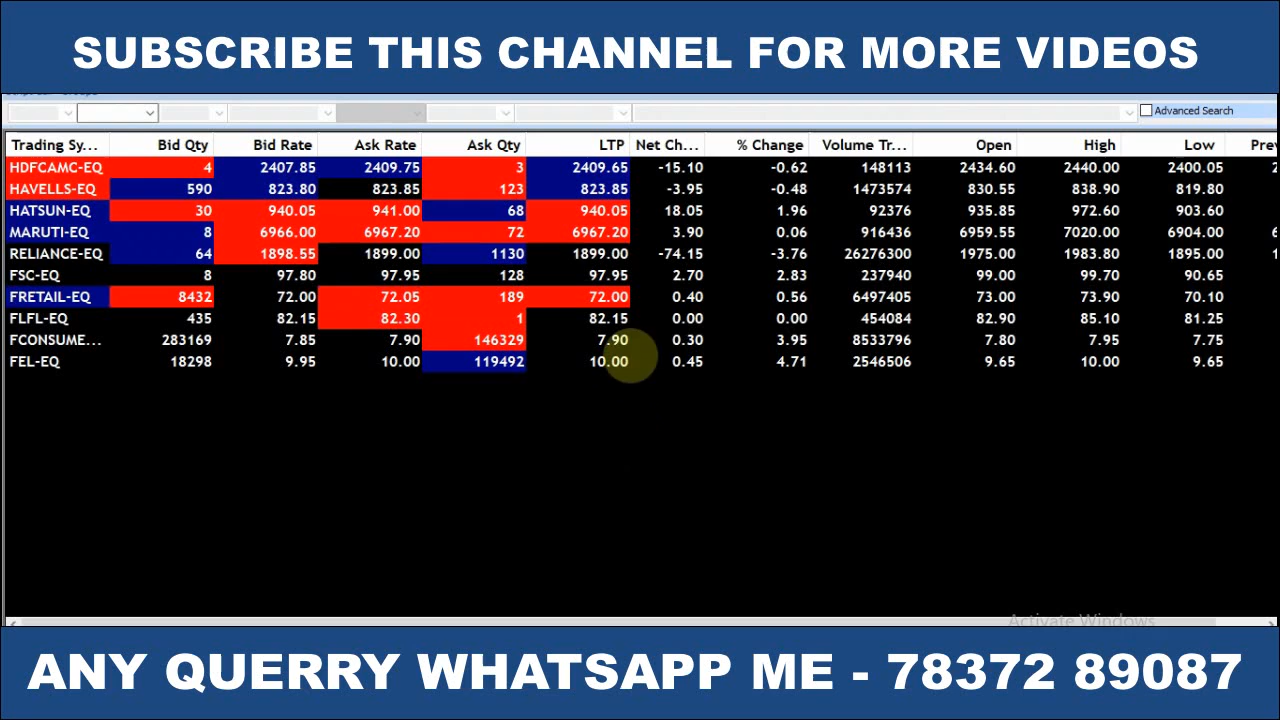 SUBSCRIBE THIS CHANNEL FOR MORE VIDEOS
Advanced Search
Trading Sy... Bid Qty Bid Rate Ask Rate Ask Qty LTP Net Ch... % Change Volume Tr... Open High Low Prev
HDFCAMC-EQ 4 2407.85 2409.75 3 2409.65 -15.10 -0.62 148113 2434.60 2440.00 2400.05
HAVELLS-EQ 590 823.80 823.85 123 823.85 -3.95 -0.48 1473574 830.55 838.90 819.80
HATSUN-EQ 30 940.05 941.00 68 940.05 18.05 1.96 92376 935.85 972.60 903.60
MARUTI-EQ 8 6966.00 6967.20 72 6967.20 3.90 0.06 916436 6959.55 7020.00 6904.00
RELIANCE-EQ 64 1898.55 1899.00 1130 1899.00 -74.15 -3.76 26276300 1975.00 1983.80 1895.00
FSC-EQ 8 97.80 97.95 128 97.95 2.70 2.83 237940 99.00 99.70 90.65
FRETAIL-EQ 8432 72.00 72.05 189 72.00 0.40 0.56 6497405 73.00 73.90 70.10
FLFL-EQ 435 82.15 82.30 1 82.15 0.00 0.00 454084 82.90 85.10 81.25
FCONSUME... 283169 7.85 7.90 146329 7.90 0.30 3.95 8533796 7.80 7.95 7.75
FEL-EQ 18298 9.95 10.00 119492 10.00 0.45 4.71 2546506 9.65 10.00 9.65
Activate Windows
ANY QUERRY WHATSAPP ME - 78372 89087